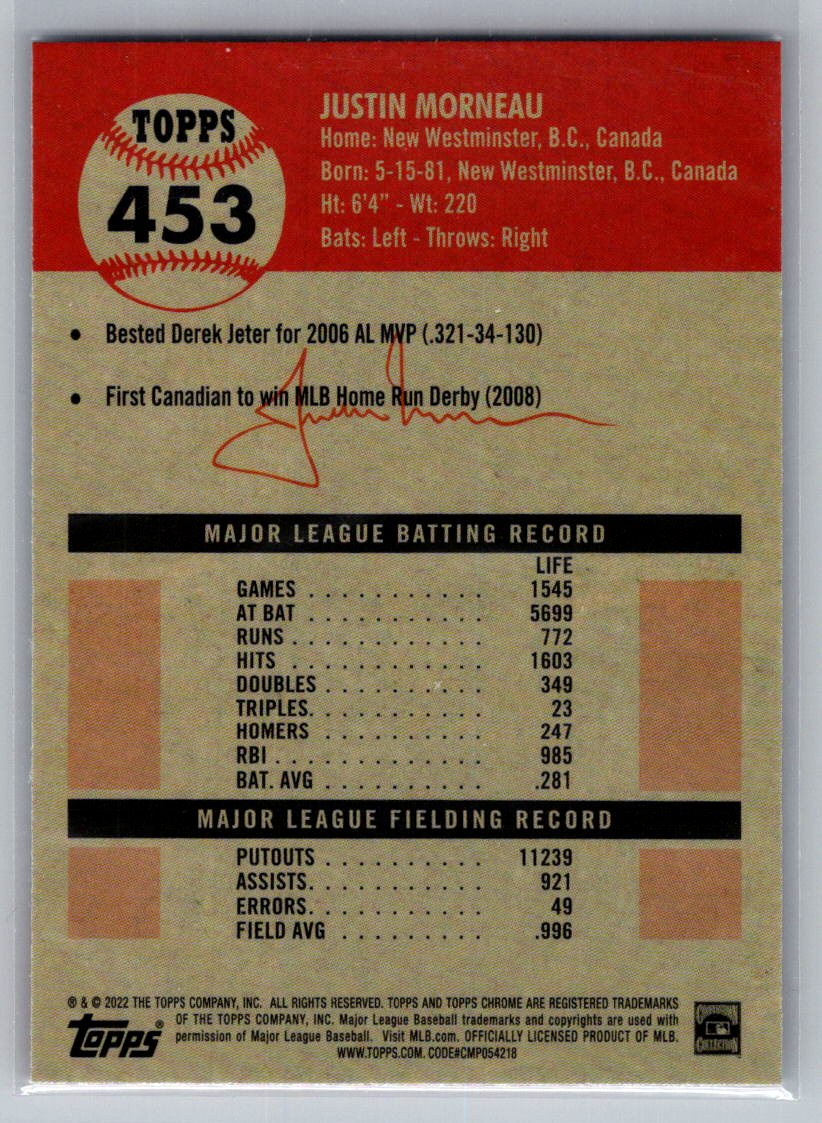 TOPPS
453
JUSTIN MORNEAU
Home: New Westminster, B.C., Canada
Born: 5-15-81, New Westminster, B.C., Canada
Ht: 6'4" - Wt: 220
Bats: Left - Throws: Right
• Bested Derek Jeter for 2006 AL MVP (.321-34-130)
• First Canadian to win MLB Home Run Derby (2008)
MAJOR LEAGUE BATTING RECORD
LIFE
GAMES . . . . . . . . . . . 1545
AT BAT . . . . . . . . . . . 5699
RUNS . . . . . . . . . . . . 772
HITS . . . . . . . . . . . . 1603
DOUBLES . . . . . . . . . . 349
TRIPLES. . . . . . . . . . . 23
HOMERS . . . . . . . . . . 247
RBI . . . . . . . . . . . . . 985
BAT. AVG . . . . . . . . . . .281
MAJOR LEAGUE FIELDING RECORD
PUTOUTS . . . . . . . . . . 11239
ASSISTS. . . . . . . . . . . 921
ERRORS. . . . . . . . . . . 49
FIELD AVG . . . . . . . . . .996
® & © 2022 THE TOPPS COMPANY, INC. ALL RIGHTS RESERVED. TOPPS AND TOPPS CHROME ARE REGISTERED TRADEMARKS
OF THE TOPPS COMPANY, INC. Major League Baseball trademarks and copyrights are used with
permission of Major League Baseball. Visit MLB.com. OFFICIALLY LICENSED PRODUCT OF MLB.
WWW.TOPPS.COM. CODE#CMP054218
Topps®
COOPERSTOWN
COLLECTION